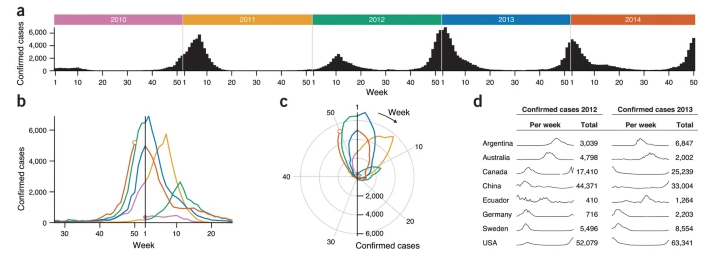 a
2010 2011 2012 2013 2014
Confirmed cases
6,000
4,000
2,000
0
1 10 20 30 40 50 1 10 20 30 40 50 1 10 20 30 40 50 1 10 20 30 40 50 1 10 20 30 40 50
Week
b
Confirmed cases
6,000
4,000
2,000
0
30 40 50 1 10 20
Week
c
1
Week
50
10
40
20
30
2,000
4,000
6,000
Confirmed cases
d
Confirmed cases 2012 Confirmed cases 2013
Per week Total Per week Total
Argentina 3,039 6,847
Australia 4,798 2,002
Canada 17,410 25,239
China 44,371 33,004
Ecuador 410 1,264
Germany 716 2,203
Sweden 5,496 8,554
USA 52,079 63,341